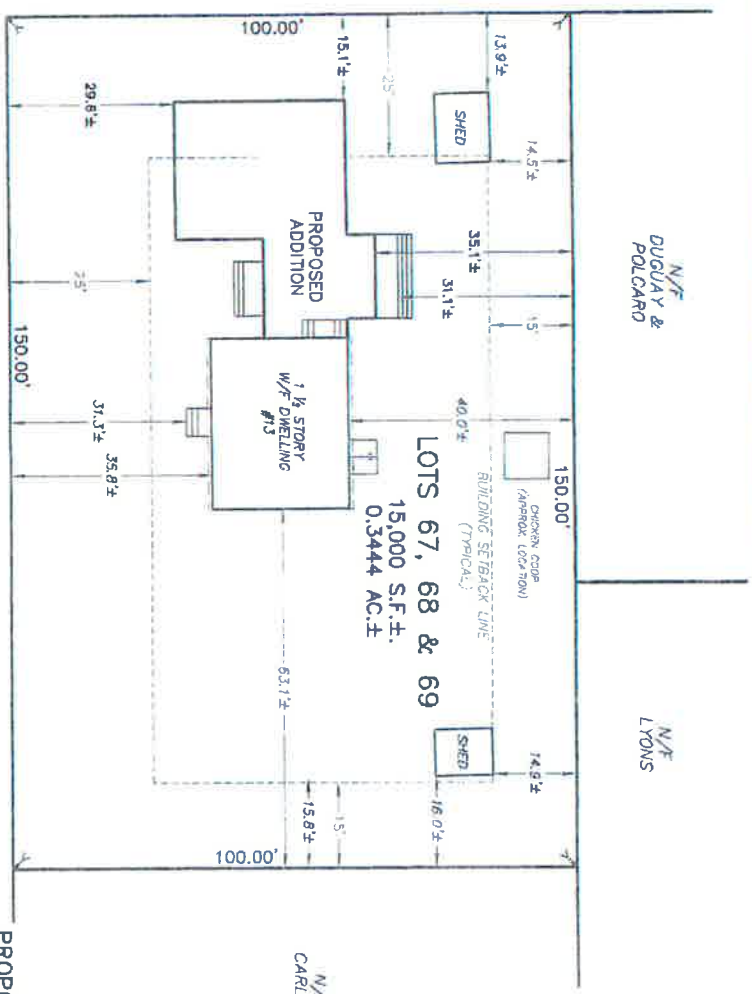 N/F
DUGUAY &
POLCARO
N/F
LYONS
100.00'
13.9'±
15.1'±
25'
SHED
14.5'±
29.8'±
PROPOSED
ADDITION
35.1'±
31.1'±
15'
25'
150.00'
150.00'
CHICKEN COOP
(APPROX. LOCATION)
40.0'±
BUILDING SETBACK LINE
(TYPICAL)
1 ½ STORY
W/F DWELLING
#13
LOTS 67, 68 & 69
15,000 S.F.±.
0.3444 AC.±
31.3'±
35.8'±
63.1'±
SHED
14.9'±
16.0'±
15'
15.8'±
100.00'
N/
CARL
PROP